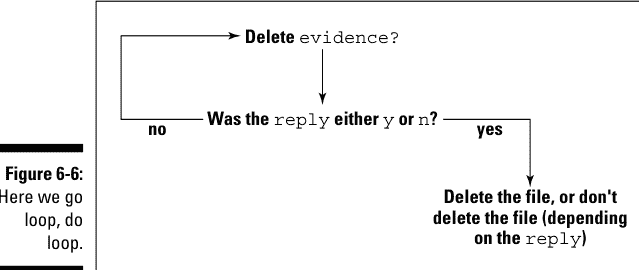 Delete evidence?
Was the reply either y or n?
no
yes
Figure 6-6:
Here we go
loop, do
loop.
Delete the file, or don't
delete the file (depending
on the reply)